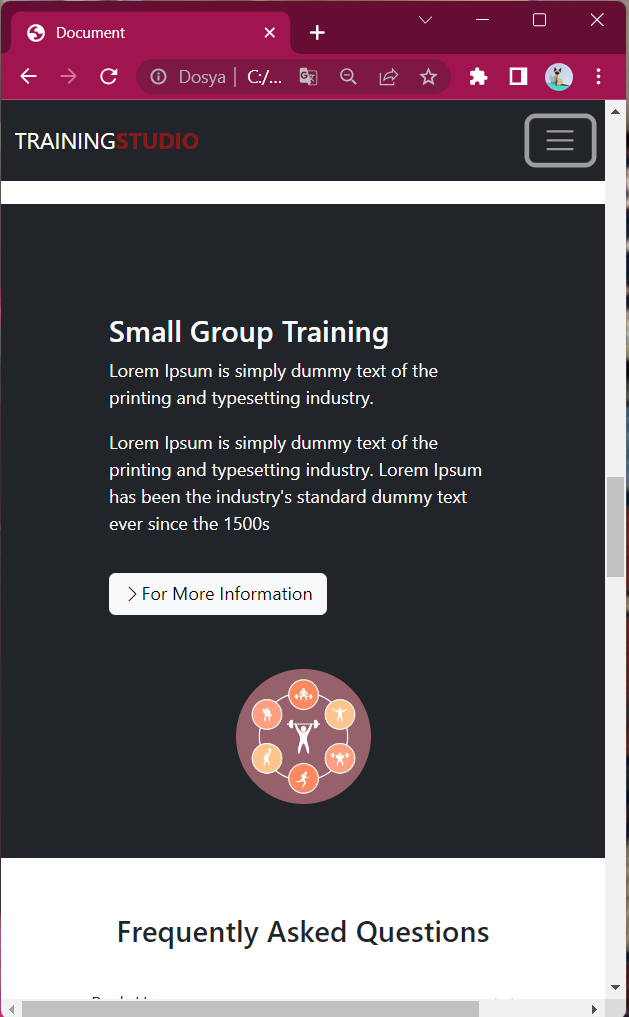 Document
Dosya | C:/...
TRAININGSTUDIO
Small Group Training
Lorem Ipsum is simply dummy text of the
printing and typesetting industry.
Lorem Ipsum is simply dummy text of the
printing and typesetting industry. Lorem Ipsum
has been the industry's standard dummy text
ever since the 1500s
For More Information
Frequently Asked Questions